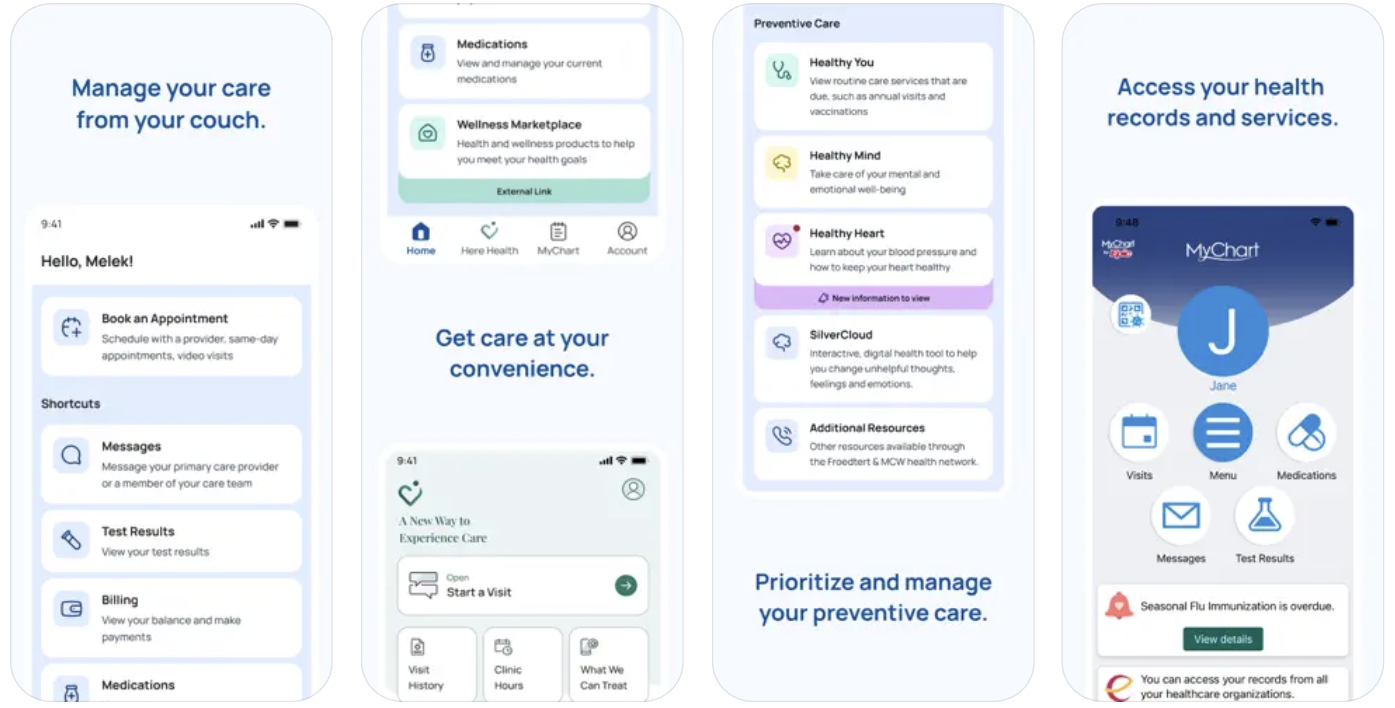 Manage your care
from your couch.
9:41
Hello, Melek!
Book an Appointment
Schedule with a provider, same-day
appointments, video visits
Shortcuts
Messages
Message your primary care provider
or a member of your care team
Test Results
View your test results
Billing
View your balance and make
payments
Medications
Medications
View and manage your current
medications
Wellness Marketplace
Health and wellness products to help
you meet your health goals
External Link
Home
Here Health
MyChart
Account
Get care at your
convenience.
9:41
A New Way to
Experience Care
Open
Start a Visit
Visit
History
Clinic
Hours
What We
Can Treat
Preventive Care
Healthy You
View routine care services that are
due, such as annual visits and
vaccinations
Healthy Mind
Take care of your mental and
emotional well-being
Healthy Heart
Learn about your blood pressure and
how to keep your heart healthy
New information to view
SilverCloud
Interactive, digital health tool to help
you change unhelpful thoughts,
feelings and emotions.
Additional Resources
Other resources available through
the Froedtert & MCW health network.
Prioritize and manage
your preventive care.
Access your health
records and services.
9:48
MyChart
MyChart
J
Jane
Visits
Menu
Medications
Messages
Test Results
Seasonal Flu Immunization is overdue.
View details
You can access your records from all
your healthcare organizations.